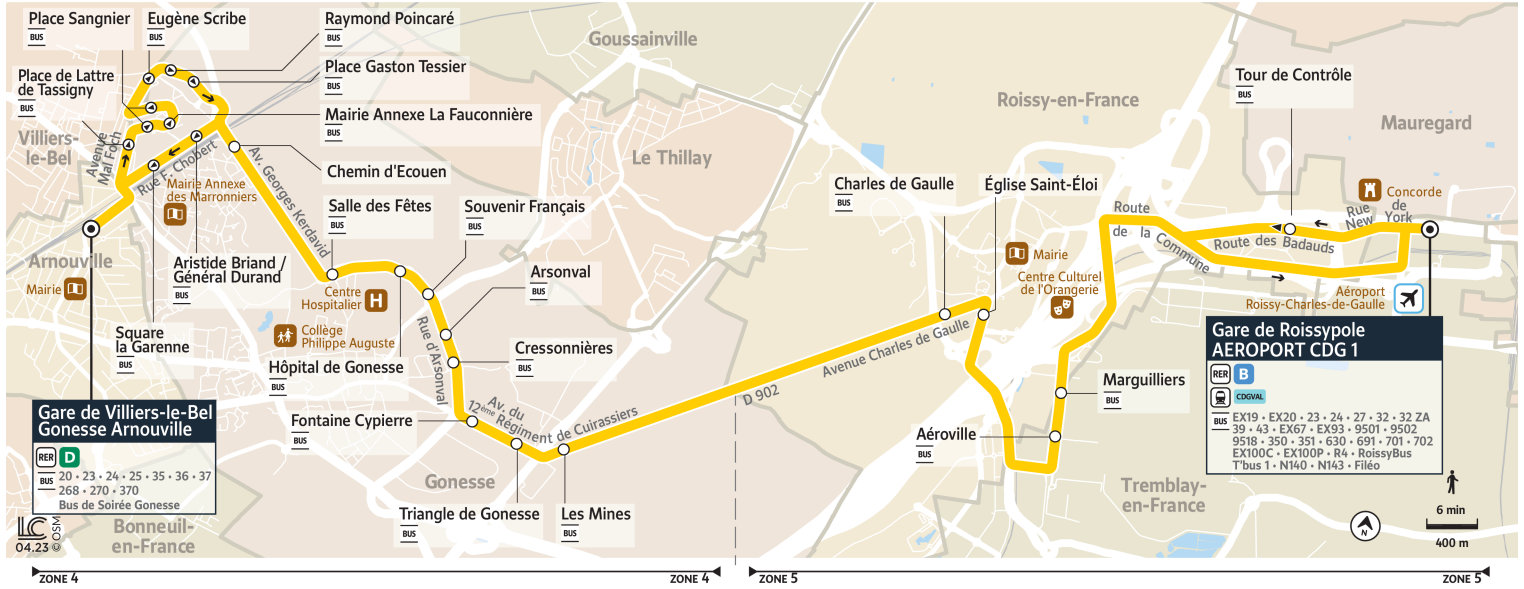 Place Sangnier
BUS
Eugène Scribe
BUS
Raymond Poincaré
BUS
Place Gaston Tessier
BUS
Place de Lattre
de Tassigny
BUS
Mairie Annexe La Fauconnière
BUS
Chemin d'Ecouen
Villiers-
le-Bel
Avenue
Mal Foch
Rue F. Chobert
Mairie Annexe
des Marronniers
Av. Georges Kerdavid
Arnouville
Mairie
Aristide Briand /
Général Durand
BUS
Square
la Garenne
BUS
Salle des Fêtes
BUS
Souvenir Français
BUS
Arsonval
BUS
Centre
Hospitalier
H
Collège
Philippe Auguste
Hôpital de Gonesse
BUS
Rue d'Arsonval
Cressonnières
BUS
Fontaine Cypierre
BUS
Av. du
12ème Régiment de Cuirassiers
Gonesse
Triangle de Gonesse
BUS
Les Mines
BUS
Gare de Villiers-le-Bel
Gonesse Arnouville
RER D
BUS 20 • 23 • 24 • 25 • 35 • 36 • 37
268 • 270 • 370
Bus de Soirée Gonesse
Bonneuil-
en-France
LC
04.23 © OSM
Goussainville
Le Thillay
D 902
Avenue Charles de Gaulle
Roissy-en-France
Charles de Gaulle
BUS
Église Saint-Éloi
BUS
Mairie
Centre Culturel
de l'Orangerie
Aéroville
BUS
Marguilliers
BUS
Tremblay-
en-France
Route
de la Commune
Tour de Contrôle
BUS
Mauregard
Route des Badauds
Rue
New York
Concorde
de
Aéroport
Roissy-Charles-de-Gaulle
Gare de Roissypole
AEROPORT CDG 1
RER B
CDGVAL
BUS EX19 • EX20 • 23 • 24 • 27 • 32 • 32 ZA
39 • 43 • EX67 • EX93 • 9501 • 9502
9518 • 350 • 351 • 630 • 691 • 701 • 702
EX100C • EX100P • R4 • RoissyBus
T'bus 1 • N140 • N143 • Filéo
N
6 min
400 m
ZONE 4
ZONE 4
ZONE 5
ZONE 5